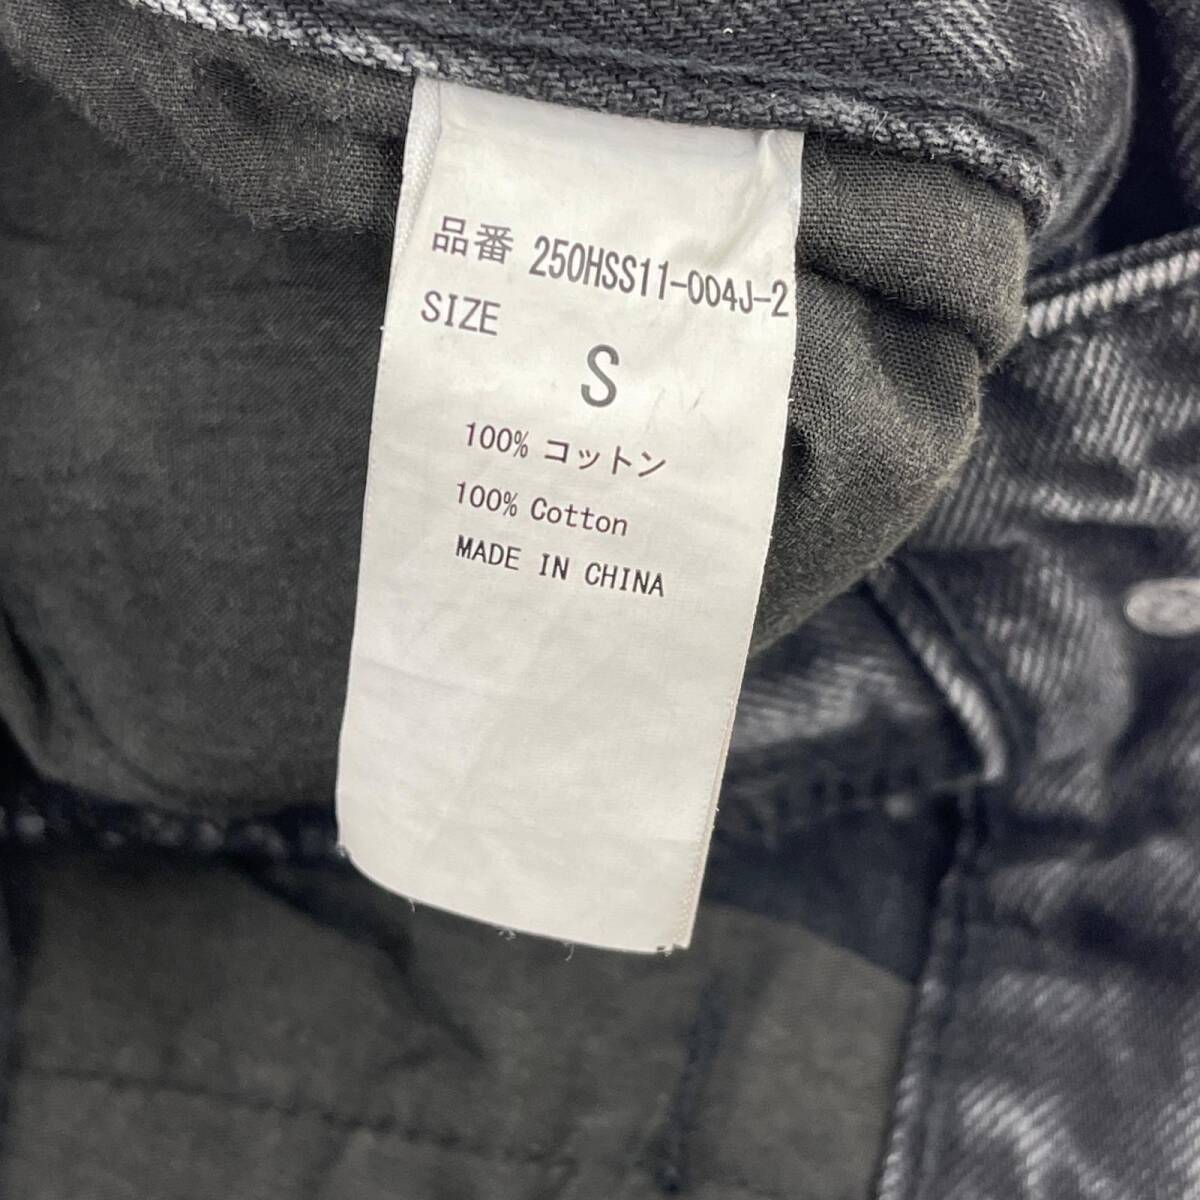 品番 250HSS11-004J-2
SIZE
S
100% コットン
100% Cotton
MADE IN CHINA